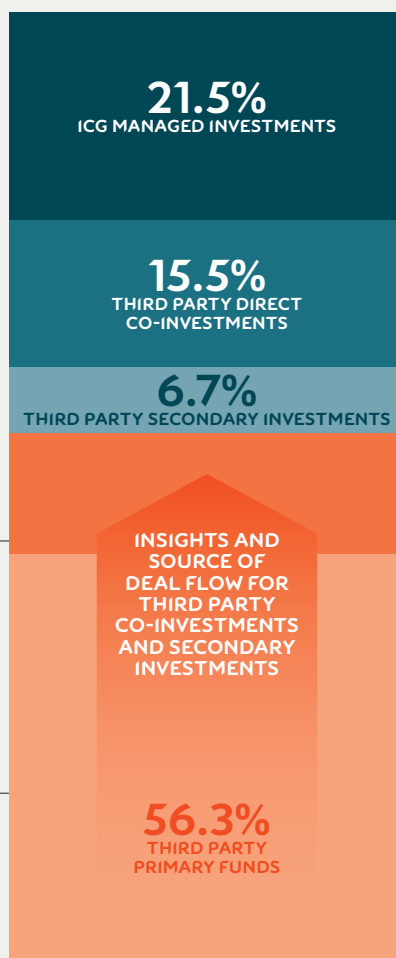 21.5%
ICG MANAGED INVESTMENTS
15.5%
THIRD PARTY DIRECT
CO-INVESTMENTS
6.7%
THIRD PARTY SECONDARY INVESTMENTS
INSIGHTS AND
SOURCE OF
DEAL FLOW FOR
THIRD PARTY
CO-INVESTMENTS
AND SECONDARY
INVESTMENTS
56.3%
THIRD PARTY
PRIMARY FUNDS